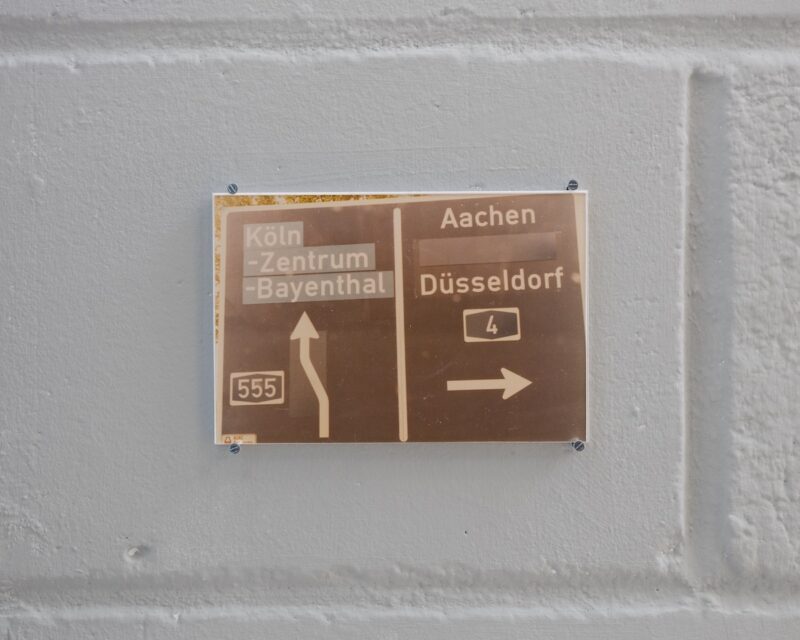 Köln
-Zentrum
-Bayenthal
555
Aachen
Düsseldorf
4